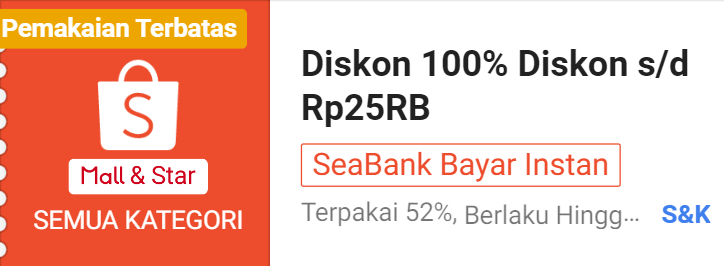 Pemakaian Terbatas
S
Mall & Star
SEMUA KATEGORI
Diskon 100% Diskon s/d
Rp25RB
SeaBank Bayar Instan
Terpakai 52%, Berlaku Hingg... S&K